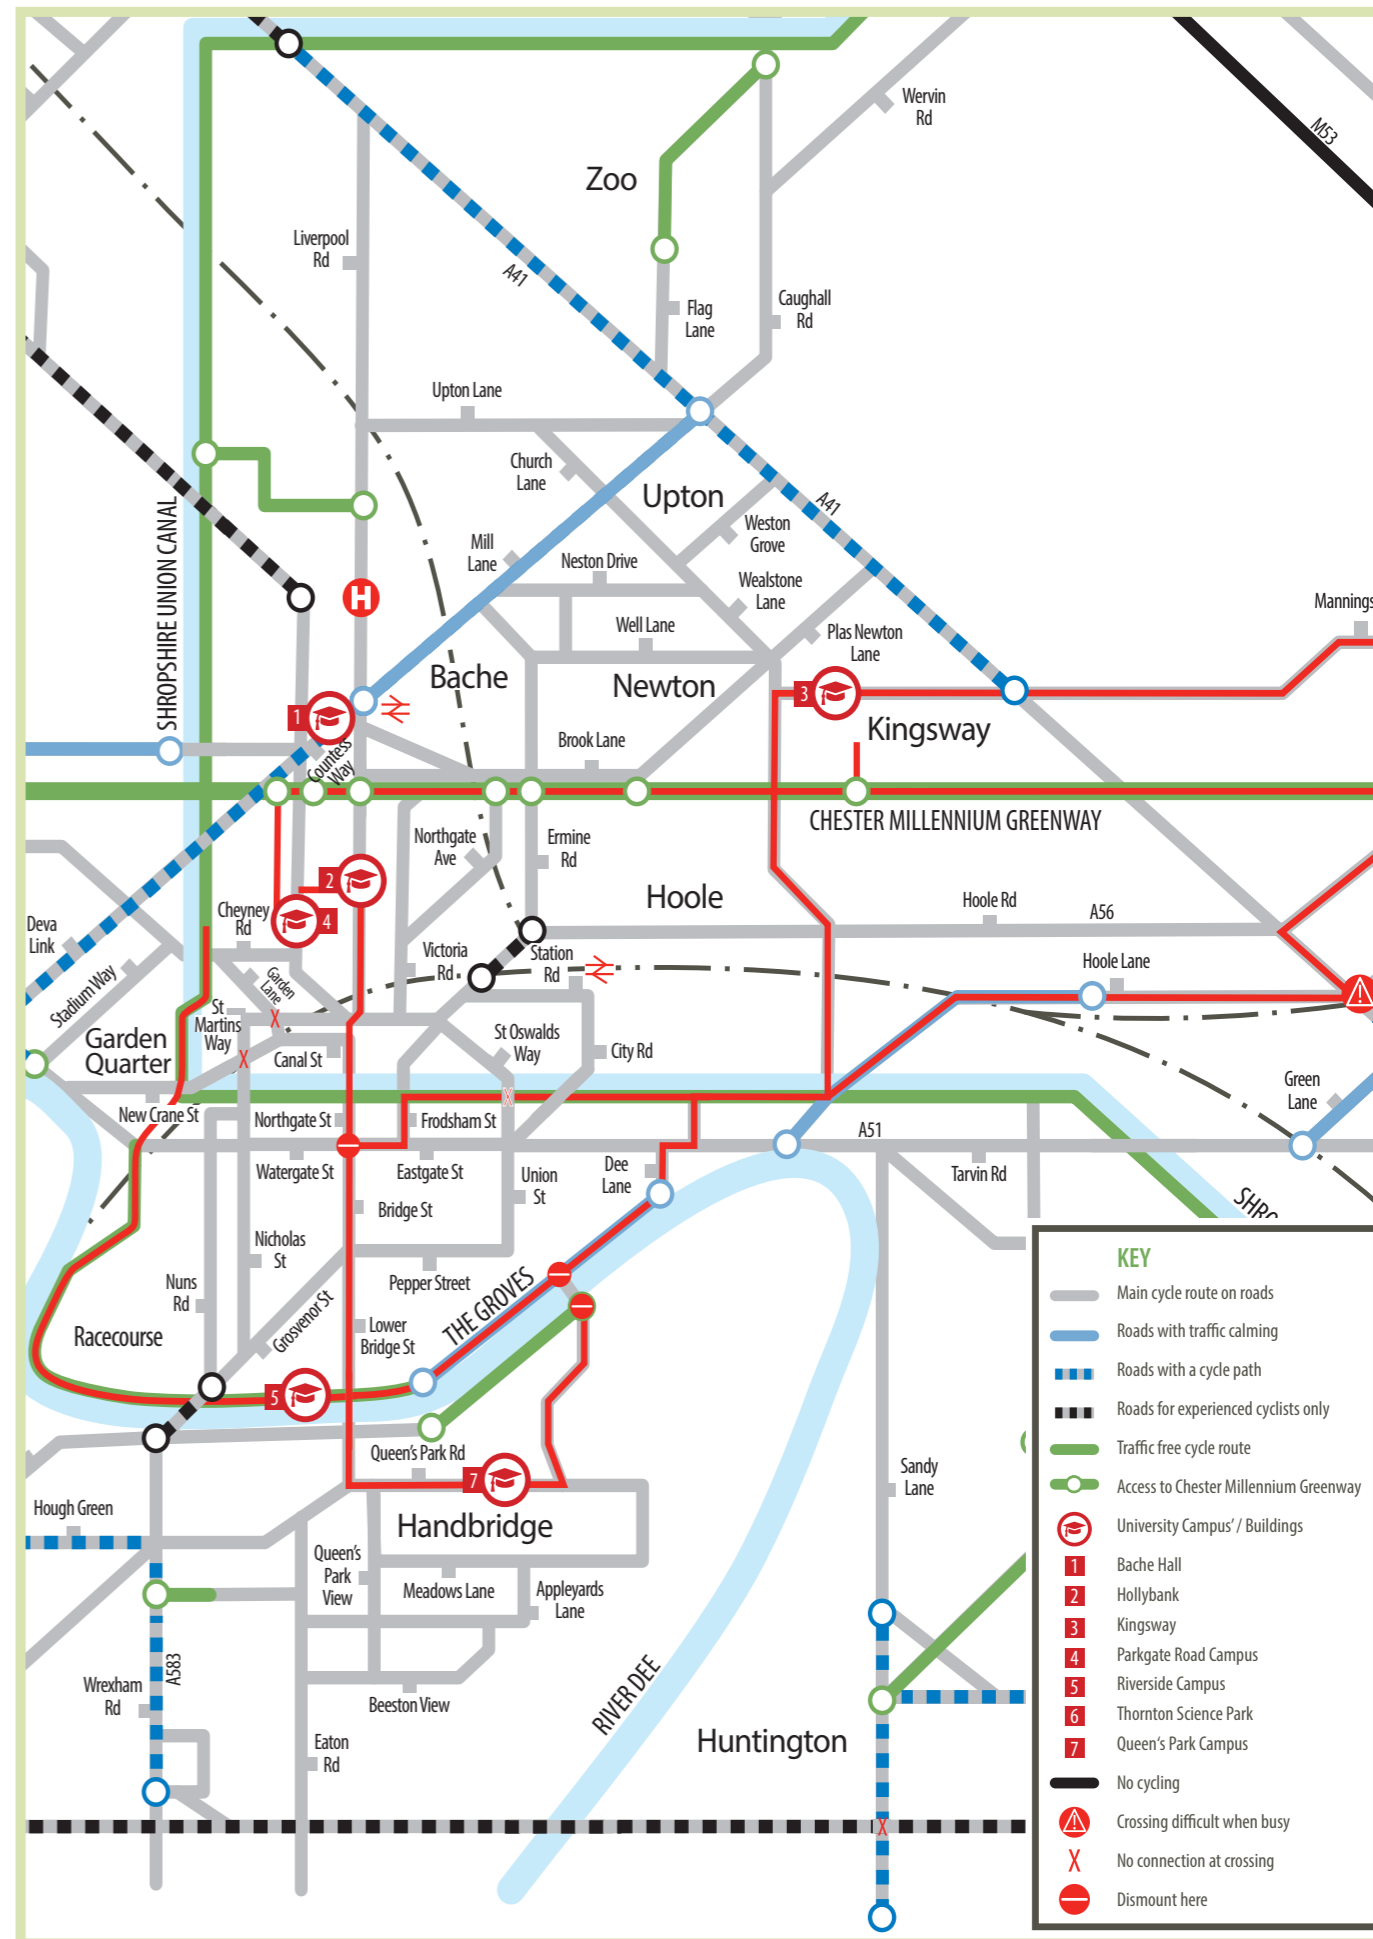 M53
Wervin
Rd
Zoo
Liverpool
Rd
A41
Flag
Lane
Caughall
Rd
Upton Lane
Church
Lane
Upton
A41
Weston
Grove
Mill
Lane
Neston Drive
Wealstone
Lane
SHROPSHIRE UNION CANAL
H
Well Lane
Plas Newton
Lane
Mannings
Bache
Newton
3
1
Kingsway
Countess
Way
Brook Lane
CHESTER MILLENNIUM GREENWAY
Northgate
Ave
Ermine
Rd
2
Hoole
Hoole Rd
A56
Cheyney
Rd
4
Deva
Link
Victoria
Rd
Station
Rd
Hoole Lane
Garden
Lane
Stadium Way
St
Martins
Way
X
Garden
Quarter
X
Canal St
St Oswalds
Way
City Rd
Green
Lane
New Crane St
Northgate St
Frodsham St
X
A51
Watergate St
Eastgate St
Union
St
Dee
Lane
Tarvin Rd
Bridge St
SHRO
Nicholas
St
Pepper Street
Nuns
Rd
THE GROVES
Racecourse
Grosvenor St
Lower
Bridge St
5
Queen's Park Rd
7
Hough Green
Handbridge
Sandy
Lane
Queen's
Park
View
Meadows Lane
Appleyards
Lane
Wrexham
Rd
A583
Beeston View
RIVER DEE
Eaton
Rd
Huntington
X
KEY
Main cycle route on roads
Roads with traffic calming
Roads with a cycle path
Roads for experienced cyclists only
Traffic free cycle route
Access to Chester Millennium Greenway
University Campus' / Buildings
1 Bache Hall
2 Hollybank
3 Kingsway
4 Parkgate Road Campus
5 Riverside Campus
6 Thornton Science Park
7 Queen's Park Campus
No cycling
Crossing difficult when busy
X No connection at crossing
Dismount here